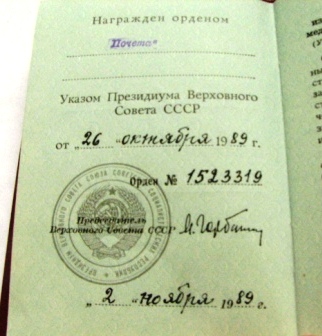 Награжден орденом
"Почета"
Указом Президиума Верховного
Совета СССР
от „26" октября 1989 г.
Орден № 1523319
Председатель
Верховного Совета СССР М. Горбачев
„2" ноября 1989 г.